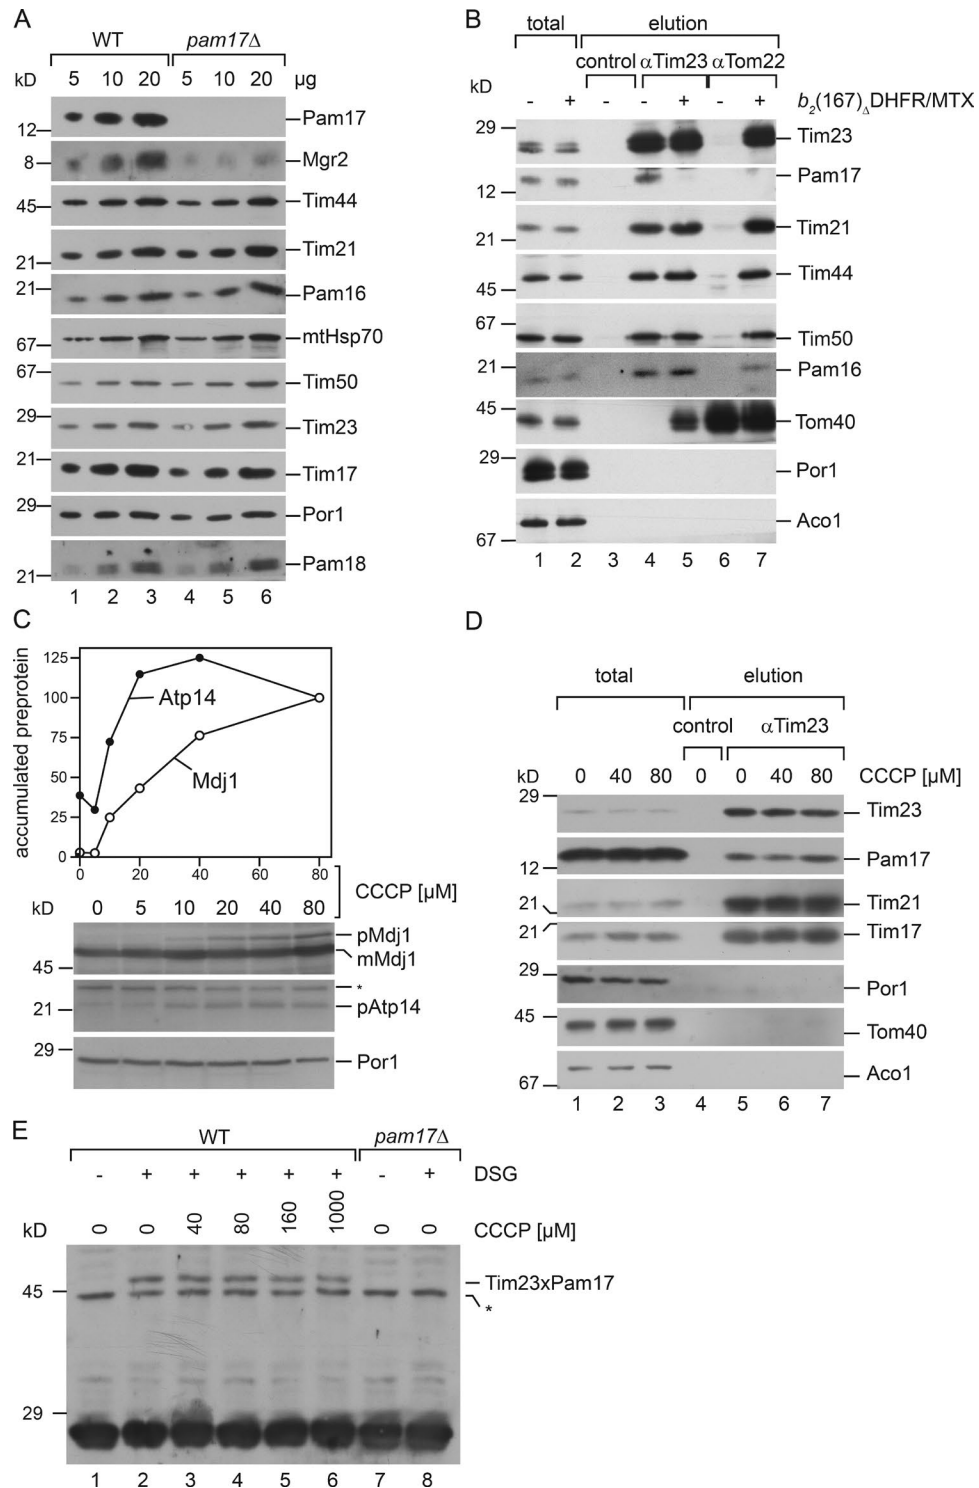 A
WT pam17Δ
kD 5 10 20 5 10 20 µg
12 Pam17
8 Mgr2
45 Tim44
21 Tim21
21 Pam16
67 mtHsp70
67 Tim50
29 Tim23
21 Tim17
29 Por1
21 Pam18
1 2 3 4 5 6
B
total elution
control αTim23 αTom22
kD
- + - - + - + b2(167)ΔDHFR/MTX
29 Tim23
12 Pam17
21 Tim21
45 Tim44
67 Tim50
21 Pam16
45 Tom40
29 Por1
67 Aco1
1 2 3 4 5 6 7
C
accumulated preprotein
125
100
75
50
25
0
Atp14
Mdj1
0 20 40 60 80
CCCP [µM]
kD 0 5 10 20 40 80
pMdj1
mMdj1
45
*
21 pAtp14
29 Por1
D
total elution
control αTim23
kD 0 40 80 0 0 40 80 CCCP [µM]
29 Tim23
12 Pam17
21 Tim21
21 Tim17
29 Por1
45 Tom40
67 Aco1
1 2 3 4 5 6 7
E
WT pam17Δ
- + + + + + - + DSG
kD 0 0 40 80 160 1000 0 0 CCCP [µM]
Tim23xPam17
45
*
29
1 2 3 4 5 6 7 8